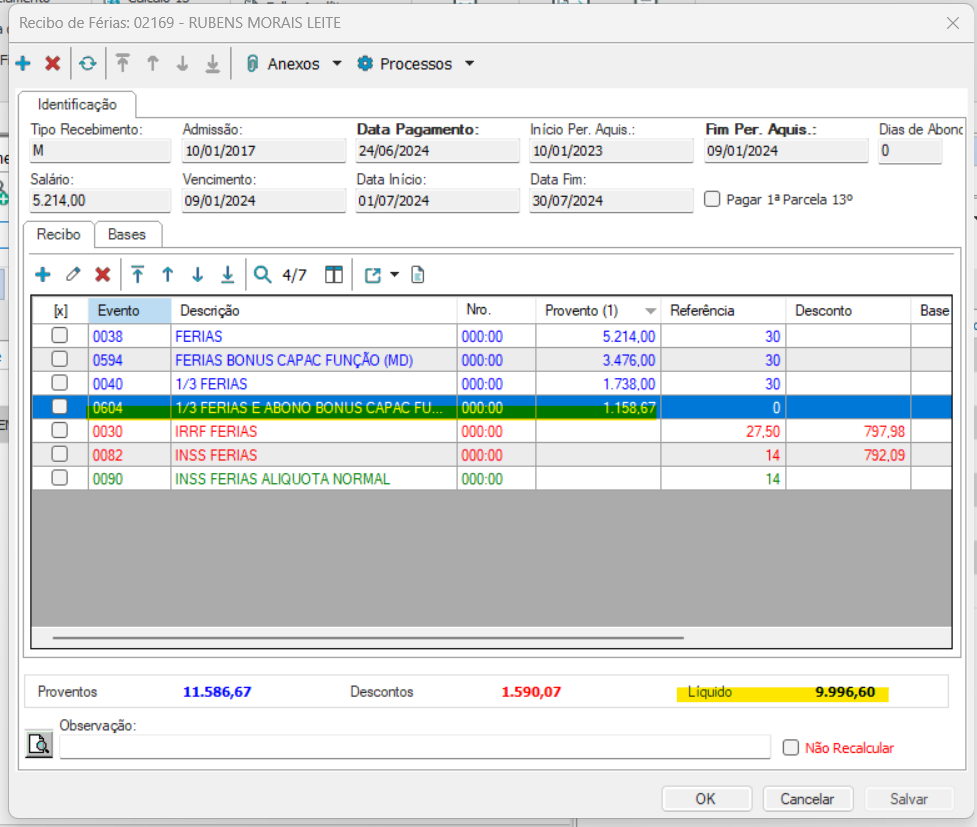 Recibo de Férias: 02169 - RUBENS MORAIS LEITE
Anexos Processos
Identificação
Tipo Recebimento: Admissão: Data Pagamento: Início Per. Aquis.: Fim Per. Aquis.: Dias de Abono
M 10/01/2017 24/06/2024 10/01/2023 09/01/2024 0
Salário: Vencimento: Data Início: Data Fim:
5.214,00 09/01/2024 01/07/2024 30/07/2024 Pagar 1ª Parcela 13º
Recibo Bases
4/7
[x] Evento Descrição Nro. Provento (1) Referência Desconto Base
0038 FERIAS 000:00 5.214,00 30
0594 FERIAS BONUS CAPAC FUNÇÃO (MD) 000:00 3.476,00 30
0040 1/3 FERIAS 000:00 1.738,00 30
0604 1/3 FERIAS E ABONO BONUS CAPAC FU... 000:00 1.158,67 0
0030 IRRF FERIAS 000:00 27,50 797,98
0082 INSS FERIAS 000:00 14 792,09
0090 INSS FERIAS ALIQUOTA NORMAL 000:00 14
Proventos 11.586,67 Descontos 1.590,07 Líquido 9.996,60
Observação:
Não Recalcular
OK Cancelar Salvar